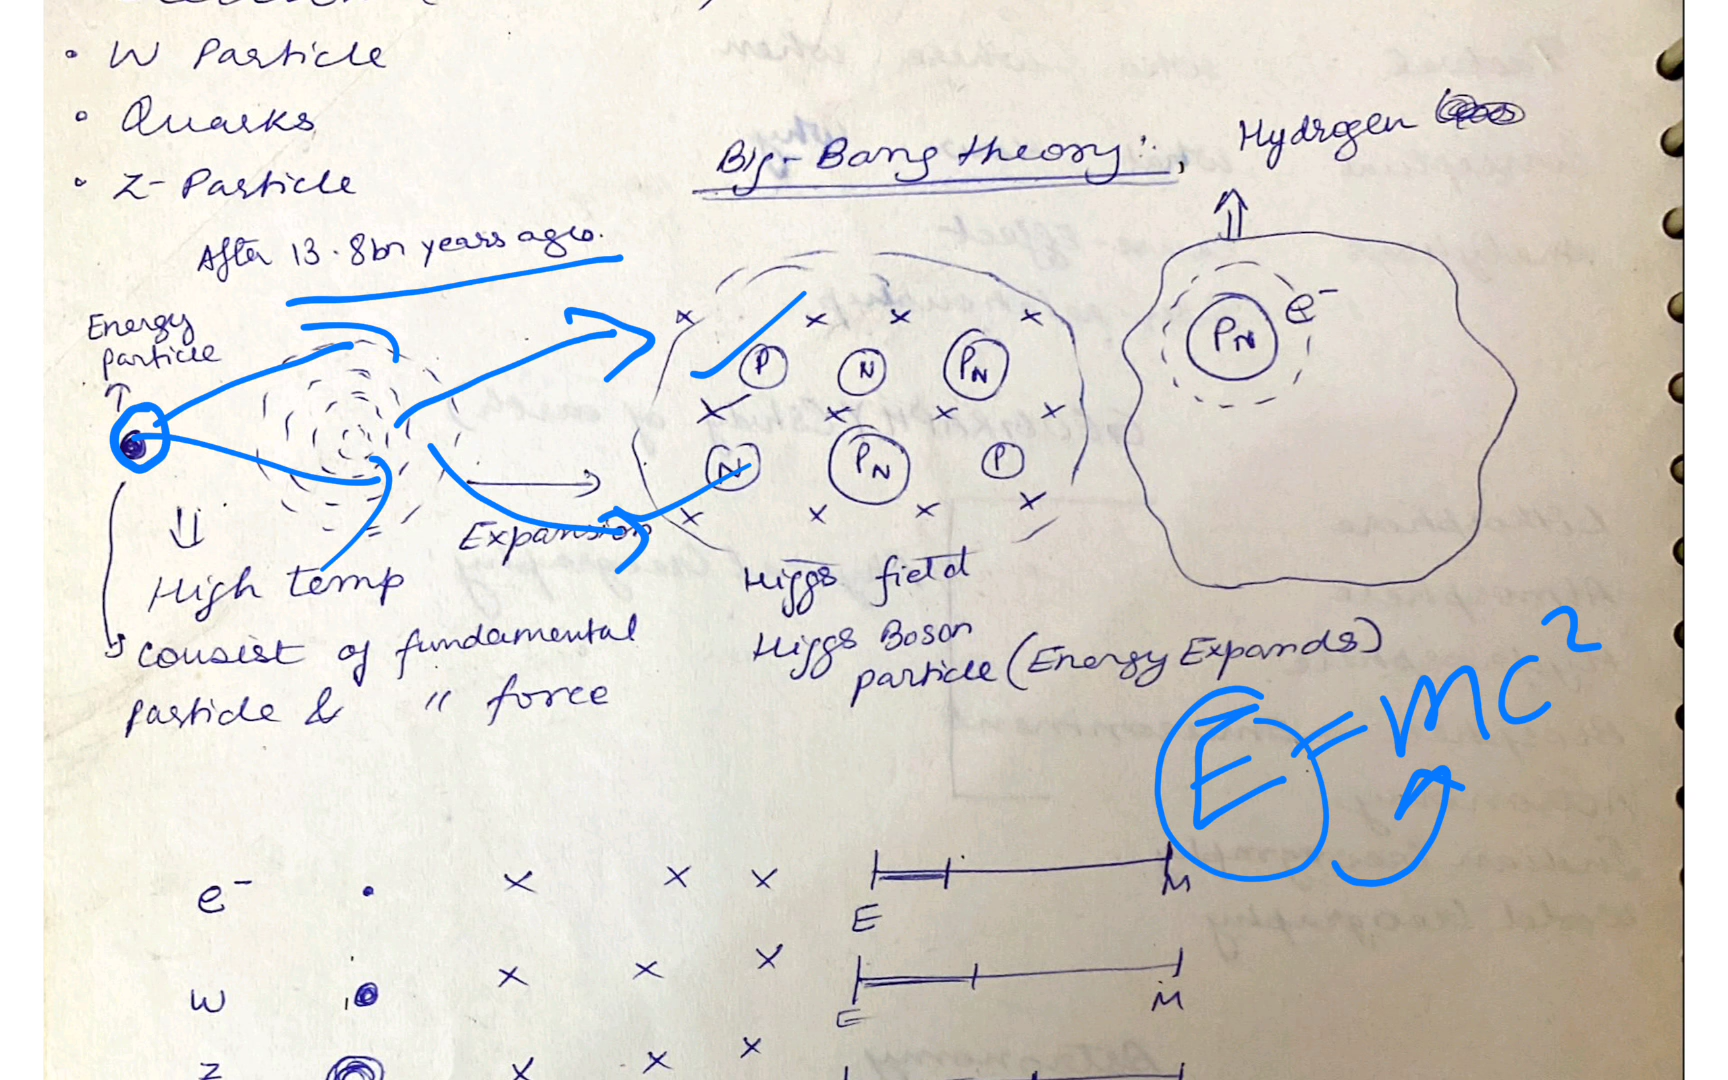 • W Particle
• Quarks
• Z-Particle
Big-Bang theory:
Hydrogen
After 13.8bn years ago.
Energy
particle
e-
PN
P
N
PN
N
PN
P
Expansion
High temp
Higgs field
consist of fundamental
particle & " force
Higgs Boson
particle (Energy Expands)
E=mc2
e- • x x x E M
W x x x E M
Z x x x